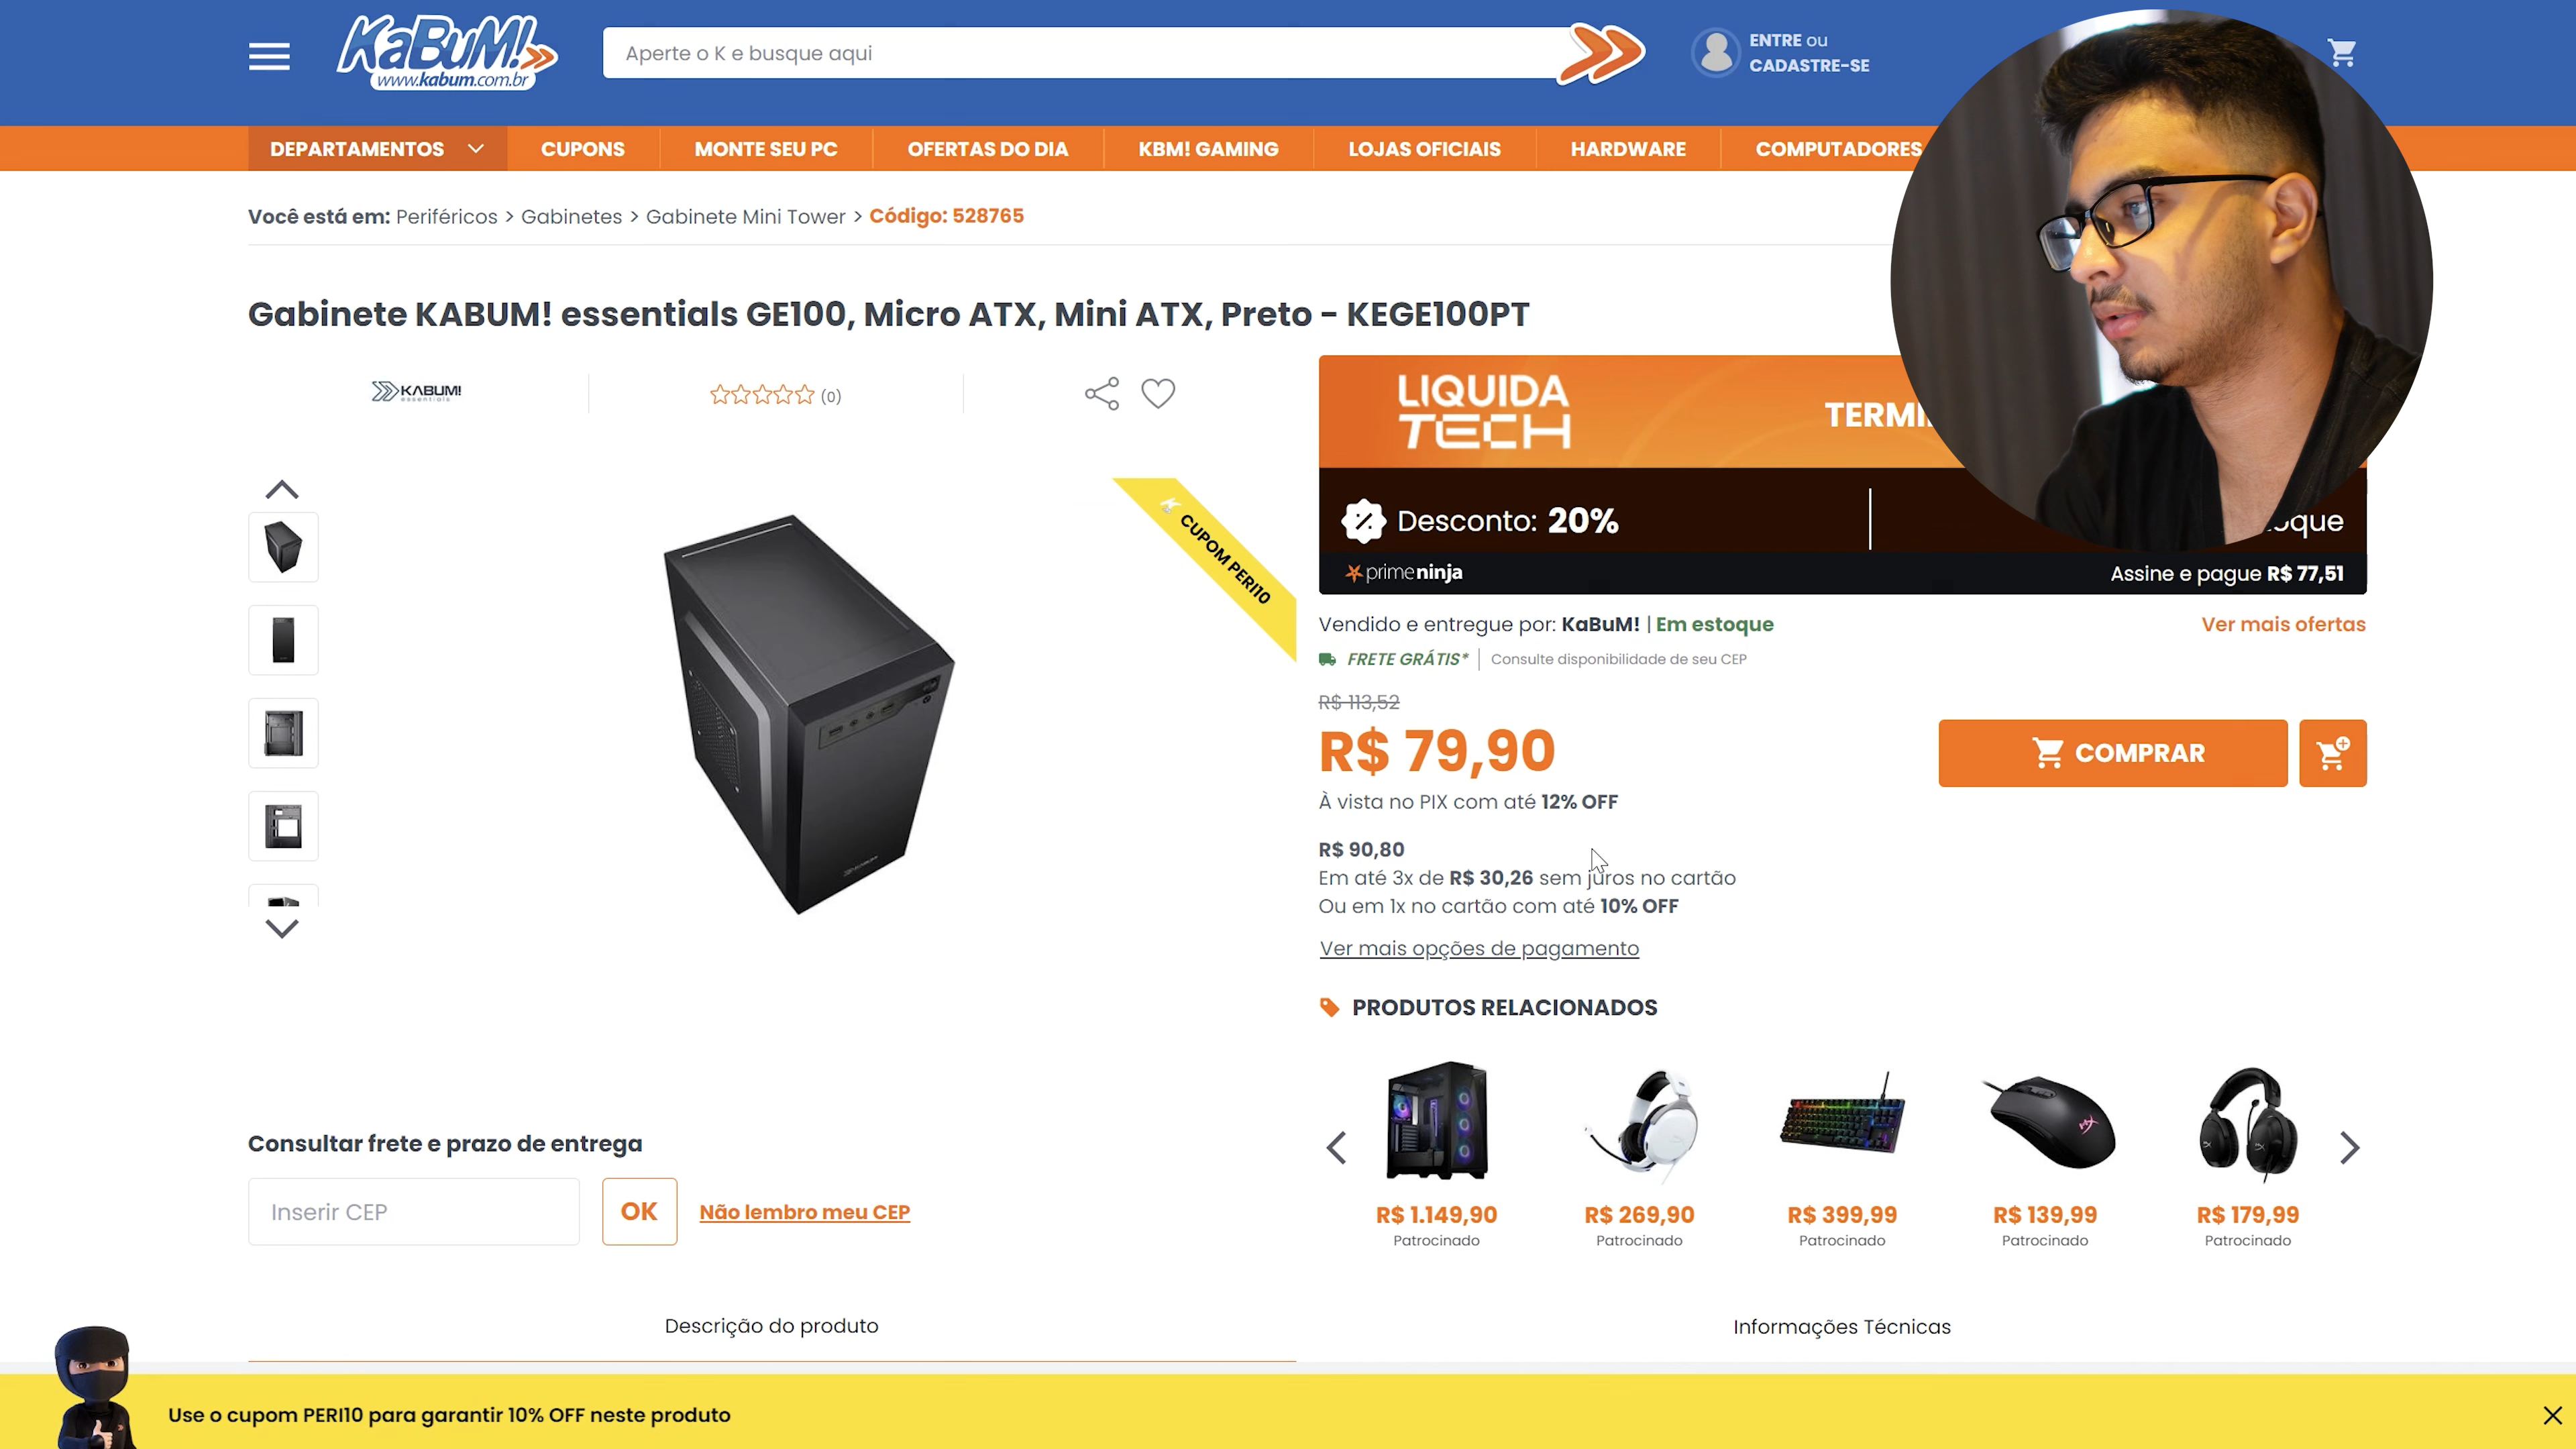 KaBuM!
www.kabum.com.br
Aperte o K e busque aqui
ENTRE ou
CADASTRE-SE
DEPARTAMENTOS
CUPONS
MONTE SEU PC
OFERTAS DO DIA
KBM! GAMING
LOJAS OFICIAIS
HARDWARE
COMPUTADORES
Você está em: Periféricos > Gabinetes > Gabinete Mini Tower > Código: 528765
Gabinete KABUM! essentials GE100, Micro ATX, Mini ATX, Preto - KEGE100PT
KABUM!
essentials
(0)
CUPOM PERI10
LIQUIDA
TECH
TERMI
Desconto: 20%
oque
primeninja
Assine e pague R$ 77,51
Vendido e entregue por: KaBuM! | Em estoque
Ver mais ofertas
FRETE GRÁTIS* | Consulte disponibilidade de seu CEP
R$ 113,52
R$ 79,90
COMPRAR
À vista no PIX com até 12% OFF
R$ 90,80
Em até 3x de R$ 30,26 sem juros no cartão
Ou em 1x no cartão com até 10% OFF
Ver mais opções de pagamento
PRODUTOS RELACIONADOS
R$ 1.149,90
Patrocinado
R$ 269,90
Patrocinado
R$ 399,99
Patrocinado
R$ 139,99
Patrocinado
R$ 179,99
Patrocinado
Consultar frete e prazo de entrega
Inserir CEP
OK
Não lembro meu CEP
Descrição do produto
Informações Técnicas
Use o cupom PERI10 para garantir 10% OFF neste produto